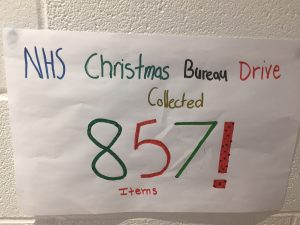 NHS Christmas Bureau Drive
Collected
857!
Items